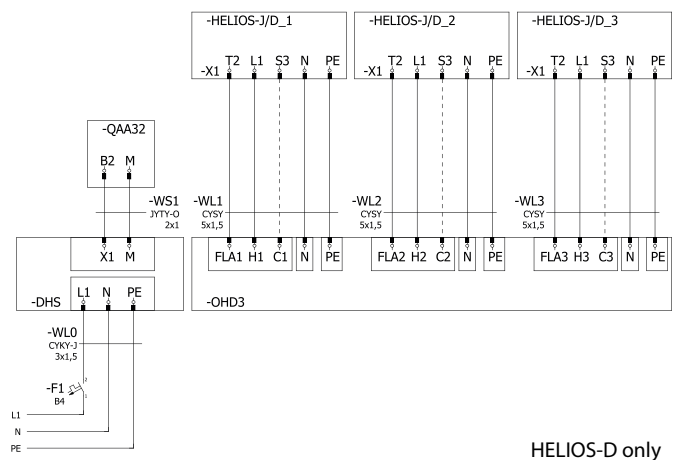 -HELIOS-J/D_1 -HELIOS-J/D_2 -HELIOS-J/D_3
-X1 T2 L1 S3 N PE -X1 T2 L1 S3 N PE -X1 T2 L1 S3 N PE
-QAA32
B2 M
-WS1
JYTY-O
2x1
-WL1
CYSY
5x1,5
-WL2
CYSY
5x1,5
-WL3
CYSY
5x1,5
X1 M
FLA1 H1 C1 N PE FLA2 H2 C2 N PE FLA3 H3 C3 N PE
L1 N PE
-DHS
-OHD3
-WL0
CYKY-J
3x1,5
-F1
B4
2
1
L1
N
PE
HELIOS-D only